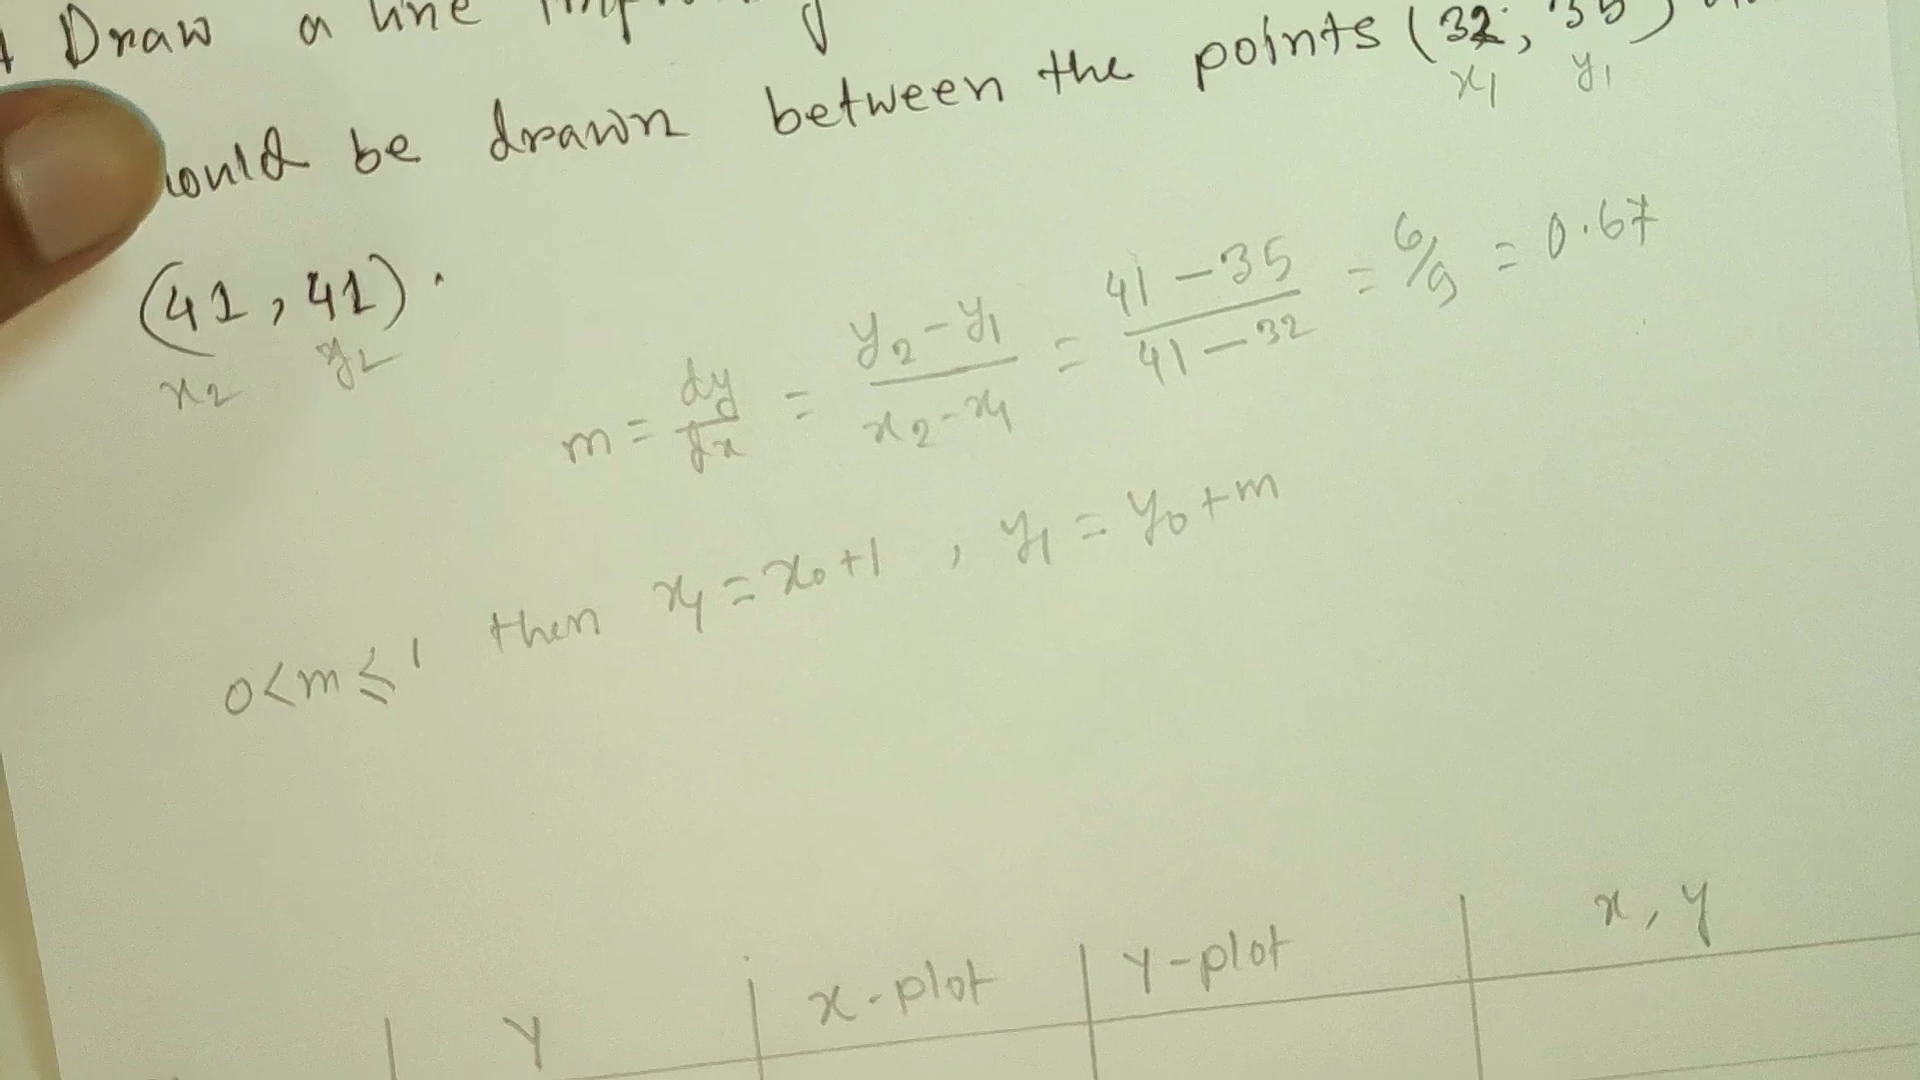 Draw a line
ould be drawn between the points (32, 35)
x1 y1
(41, 41).
x2 y2
m = dy/dx = y2-y1/x2-x1 = 41-35/41-32 = 6/9 = 0.67
0<m≤1 then x1 = x0+1, y1 = y0+m
Y x-plot Y-plot x, y